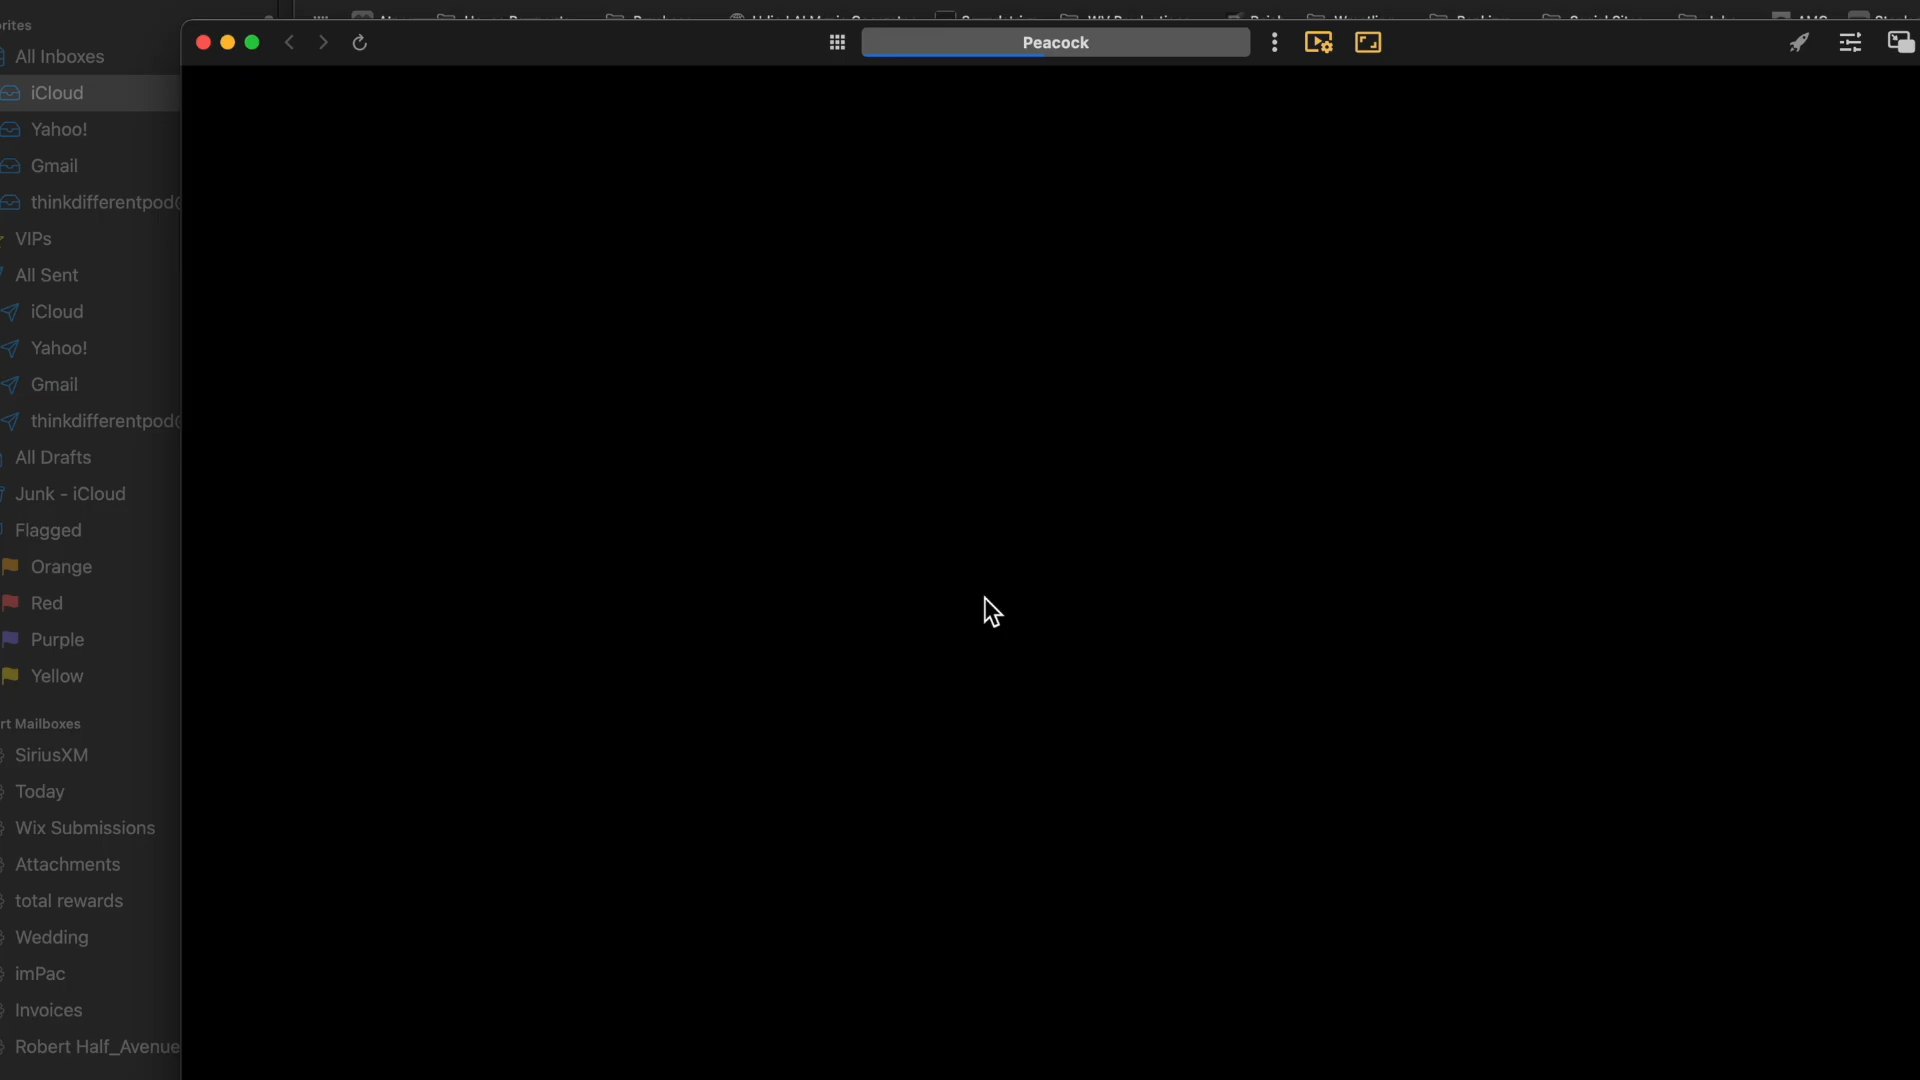 rites
All Inboxes
iCloud
Yahoo!
Gmail
thinkdifferentpod
VIPs
All Sent
iCloud
Yahoo!
Gmail
thinkdifferentpod
All Drafts
Junk - iCloud
Flagged
Orange
Red
Purple
Yellow
rt Mailboxes
SiriusXM
Today
Wix Submissions
Attachments
total rewards
Wedding
imPac
Invoices
Robert Half_Avenue
Peacock